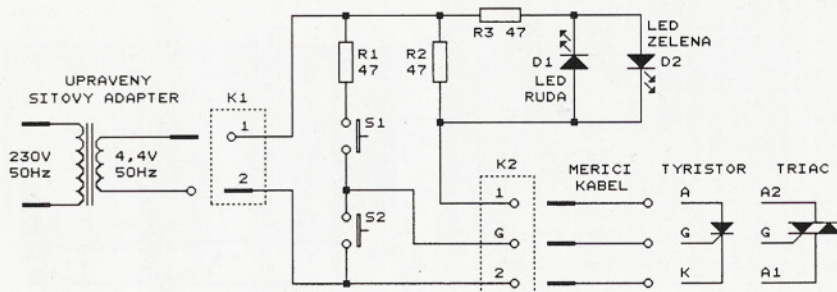 UPRAVENY
SITOVY ADAPTER
230V
50Hz
4,4V
50Hz
K1
1
2
R1
47
R2
47
R3 47
S1
S2
D1
LED
RUDA
LED
ZELENA
D2
K2
1
G
2
MERICI
KABEL
TYRISTOR
A
G
K
TRIAC
A2
G
A1